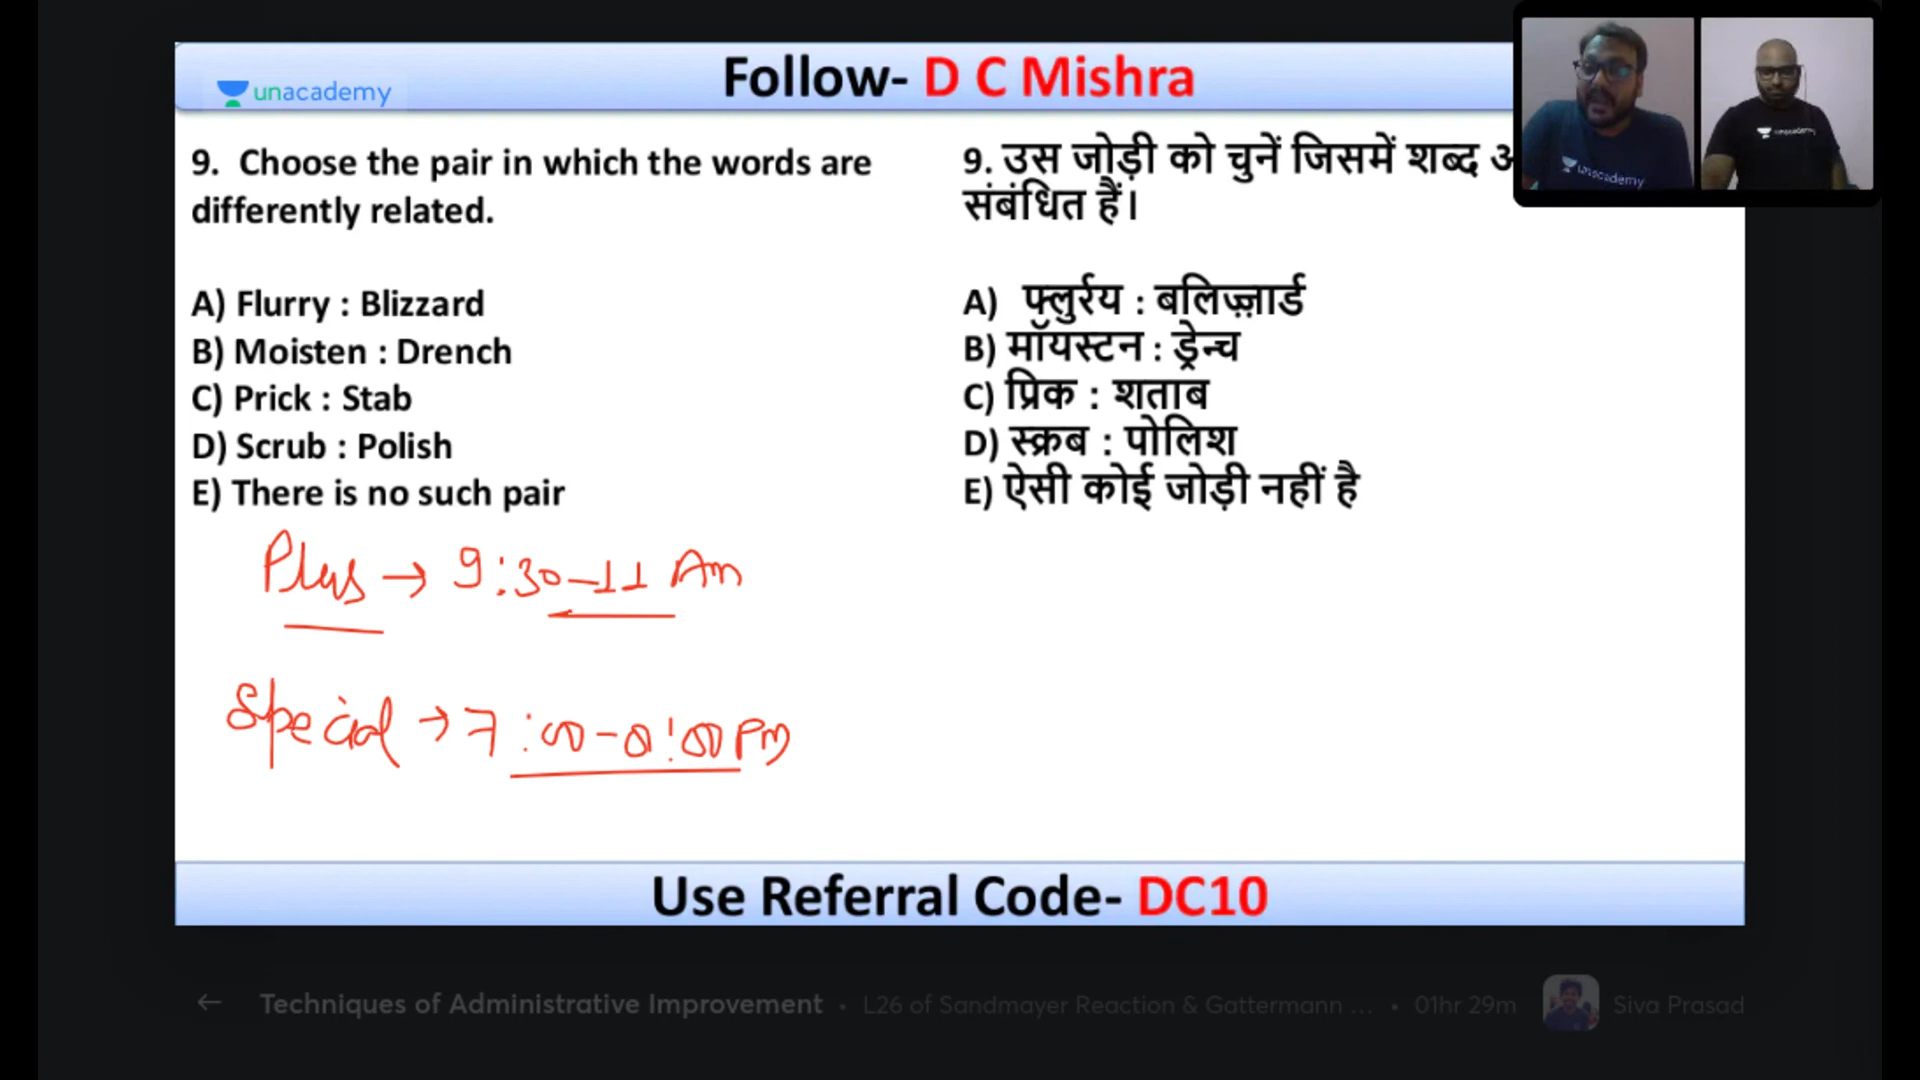 Follow- D C Mishra
unacademy
9. Choose the pair in which the words are
differently related.
A) Flurry : Blizzard
B) Moisten : Drench
C) Prick : Stab
D) Scrub : Polish
E) There is no such pair
9. उस जोड़ी को चुनें जिसमें शब्द
संबंधित हैं।
A) फ्लुर्रय : बलिज़्ज़ार्ड
B) मॉयस्टन : ड्रेन्च
C) प्रिक : शताब
D) स्क्रब : पोलिश
E) ऐसी कोई जोड़ी नहीं है
Plus → 9:30-11 Am
Special → 7:00-8:00 PM
Use Referral Code- DC10
unacademy
unacademy
← Techniques of Administrative Improvement • L26 of Sandmayer Reaction & Gattermann ... • 01hr 29m Siva Prasad